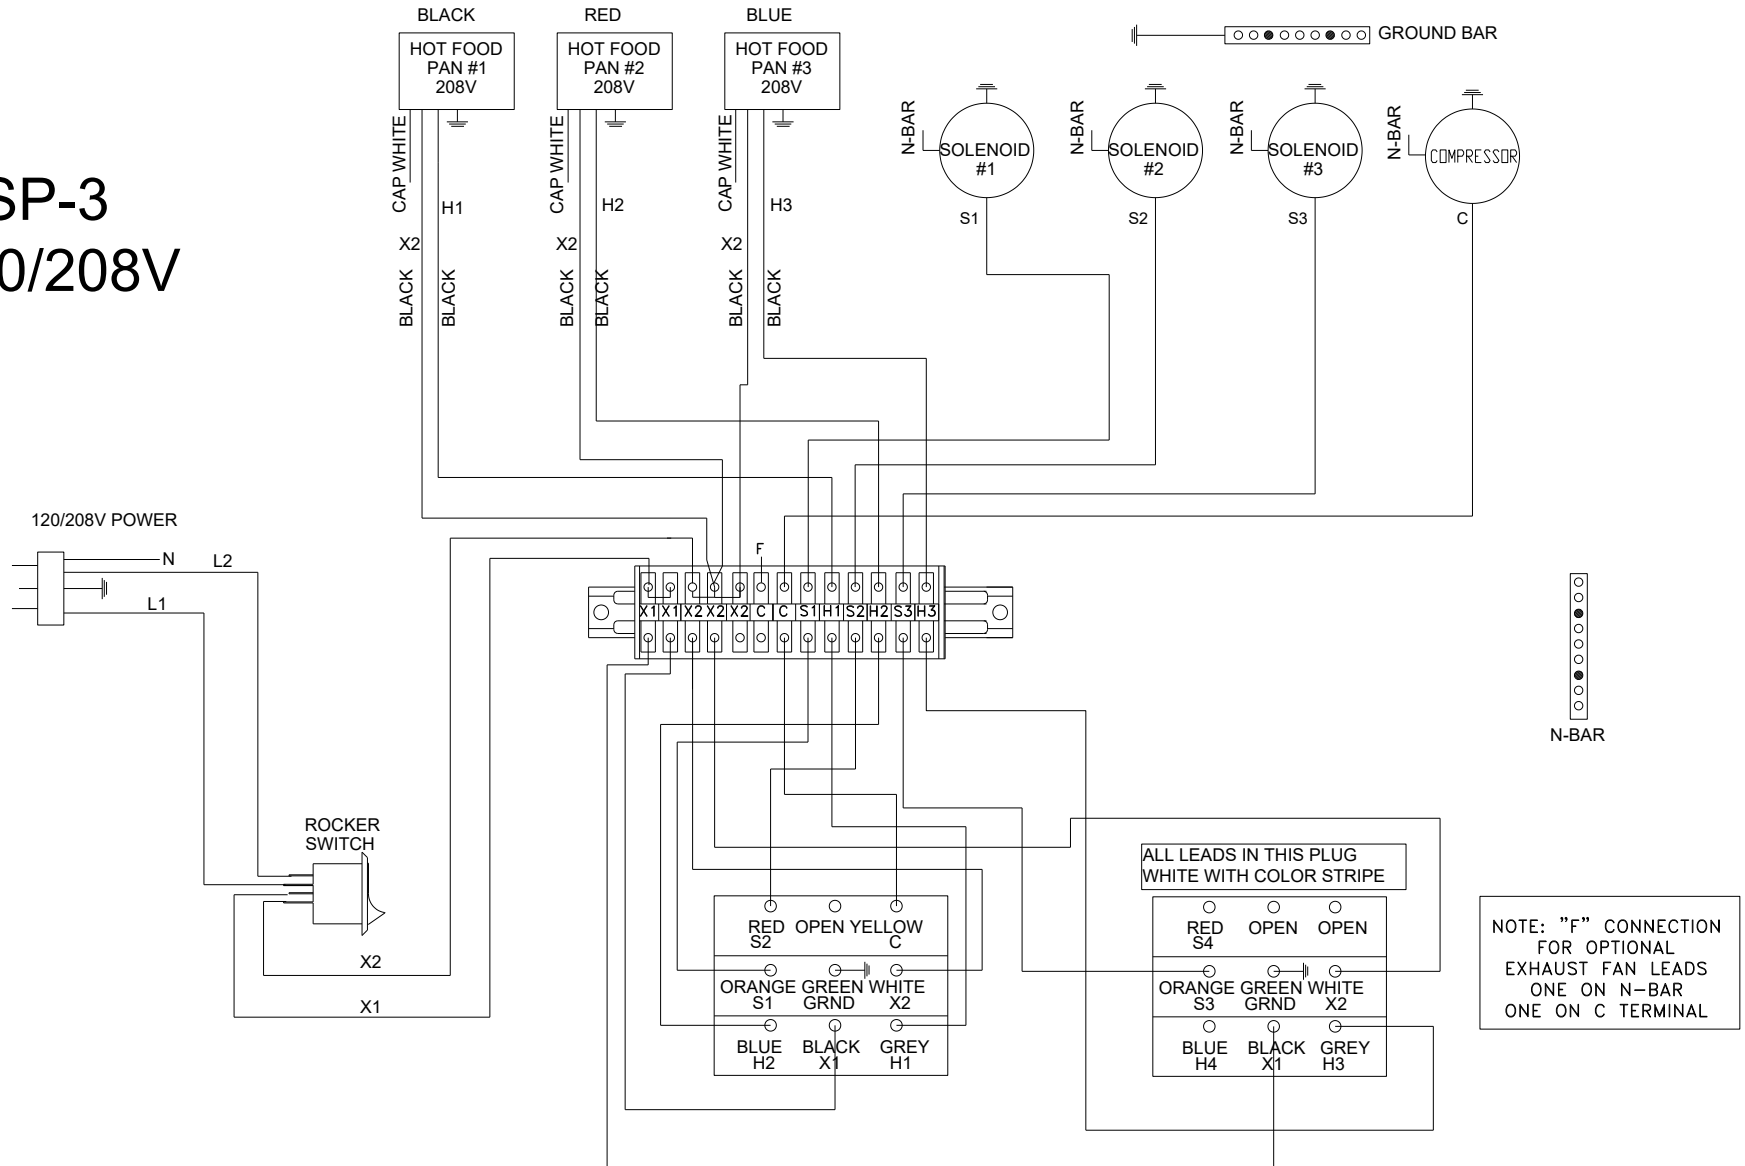 BLACK
RED
BLUE
GROUND BAR
HOT FOOD
PAN #1
208V
HOT FOOD
PAN #2
208V
HOT FOOD
PAN #3
208V
CAP WHITE
CAP WHITE
CAP WHITE
N-BAR
N-BAR
N-BAR
N-BAR
SOLENOID
#1
SOLENOID
#2
SOLENOID
#3
COMPRESSOR
SP-3
0/208V
H1
H2
H3
S1
S2
S3
C
X2
X2
X2
BLACK
BLACK
BLACK
BLACK
BLACK
BLACK
120/208V POWER
N
L2
L1
F
X1 X1 X2 X2 X2 C C S1 H1 S2 H2 S3 H3
N-BAR
ROCKER
SWITCH
X2
X1
RED OPEN YELLOW
S2 C
ORANGE GREEN WHITE
S1 GRND X2
BLUE BLACK GREY
H2 X1 H1
ALL LEADS IN THIS PLUG
WHITE WITH COLOR STRIPE
RED OPEN OPEN
S4
ORANGE GREEN WHITE
S3 GRND X2
BLUE BLACK GREY
H4 X1 H3
NOTE: "F" CONNECTION
FOR OPTIONAL
EXHAUST FAN LEADS
ONE ON N-BAR
ONE ON C TERMINAL